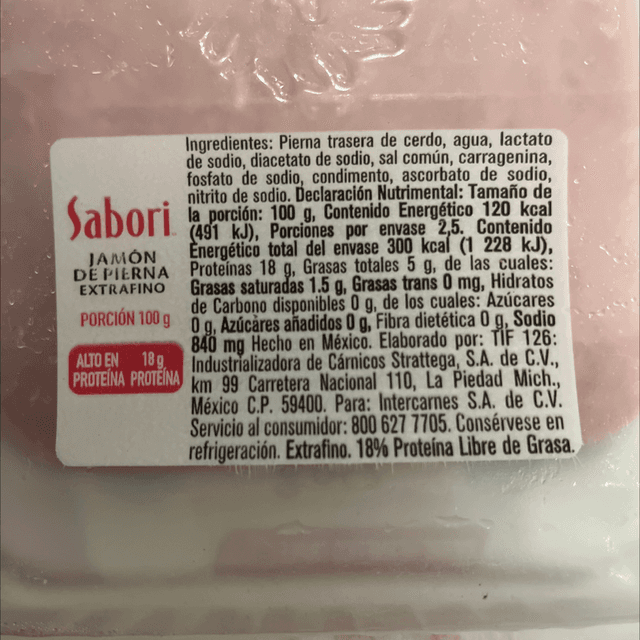 Sabori
JAMÓN
DE PIERNA
EXTRAFINO
PORCIÓN 100 g
ALTO EN 18 g
PROTEÍNA PROTEÍNA
Ingredientes: Pierna trasera de cerdo, agua, lactato
de sodio, diacetato de sodio, sal común, carragenina,
fosfato de sodio, condimento, ascorbato de sodio,
nitrito de sodio. Declaración Nutrimental: Tamaño de
la porción: 100 g, Contenido Energético 120 kcal
(491 kJ), Porciones por envase 2,5. Contenido
Energético total del envase 300 kcal (1 228 kJ),
Proteínas 18 g, Grasas totales 5 g, de las cuales:
Grasas saturadas 1.5 g, Grasas trans 0 mg, Hidratos
de Carbono disponibles 0 g, de los cuales: Azúcares
0 g, Azúcares añadidos 0 g, Fibra dietética 0 g, Sodio
840 mg Hecho en México. Elaborado por: TIF 126:
Industrializadora de Cárnicos Strattega, S.A. de C.V.,
km 99 Carretera Nacional 110, La Piedad Mich.,
México C.P. 59400. Para: Intercarnes S.A. de C.V.
Servicio al consumidor: 800 627 7705. Consérvese en
refrigeración. Extrafino. 18% Proteína Libre de Grasa.